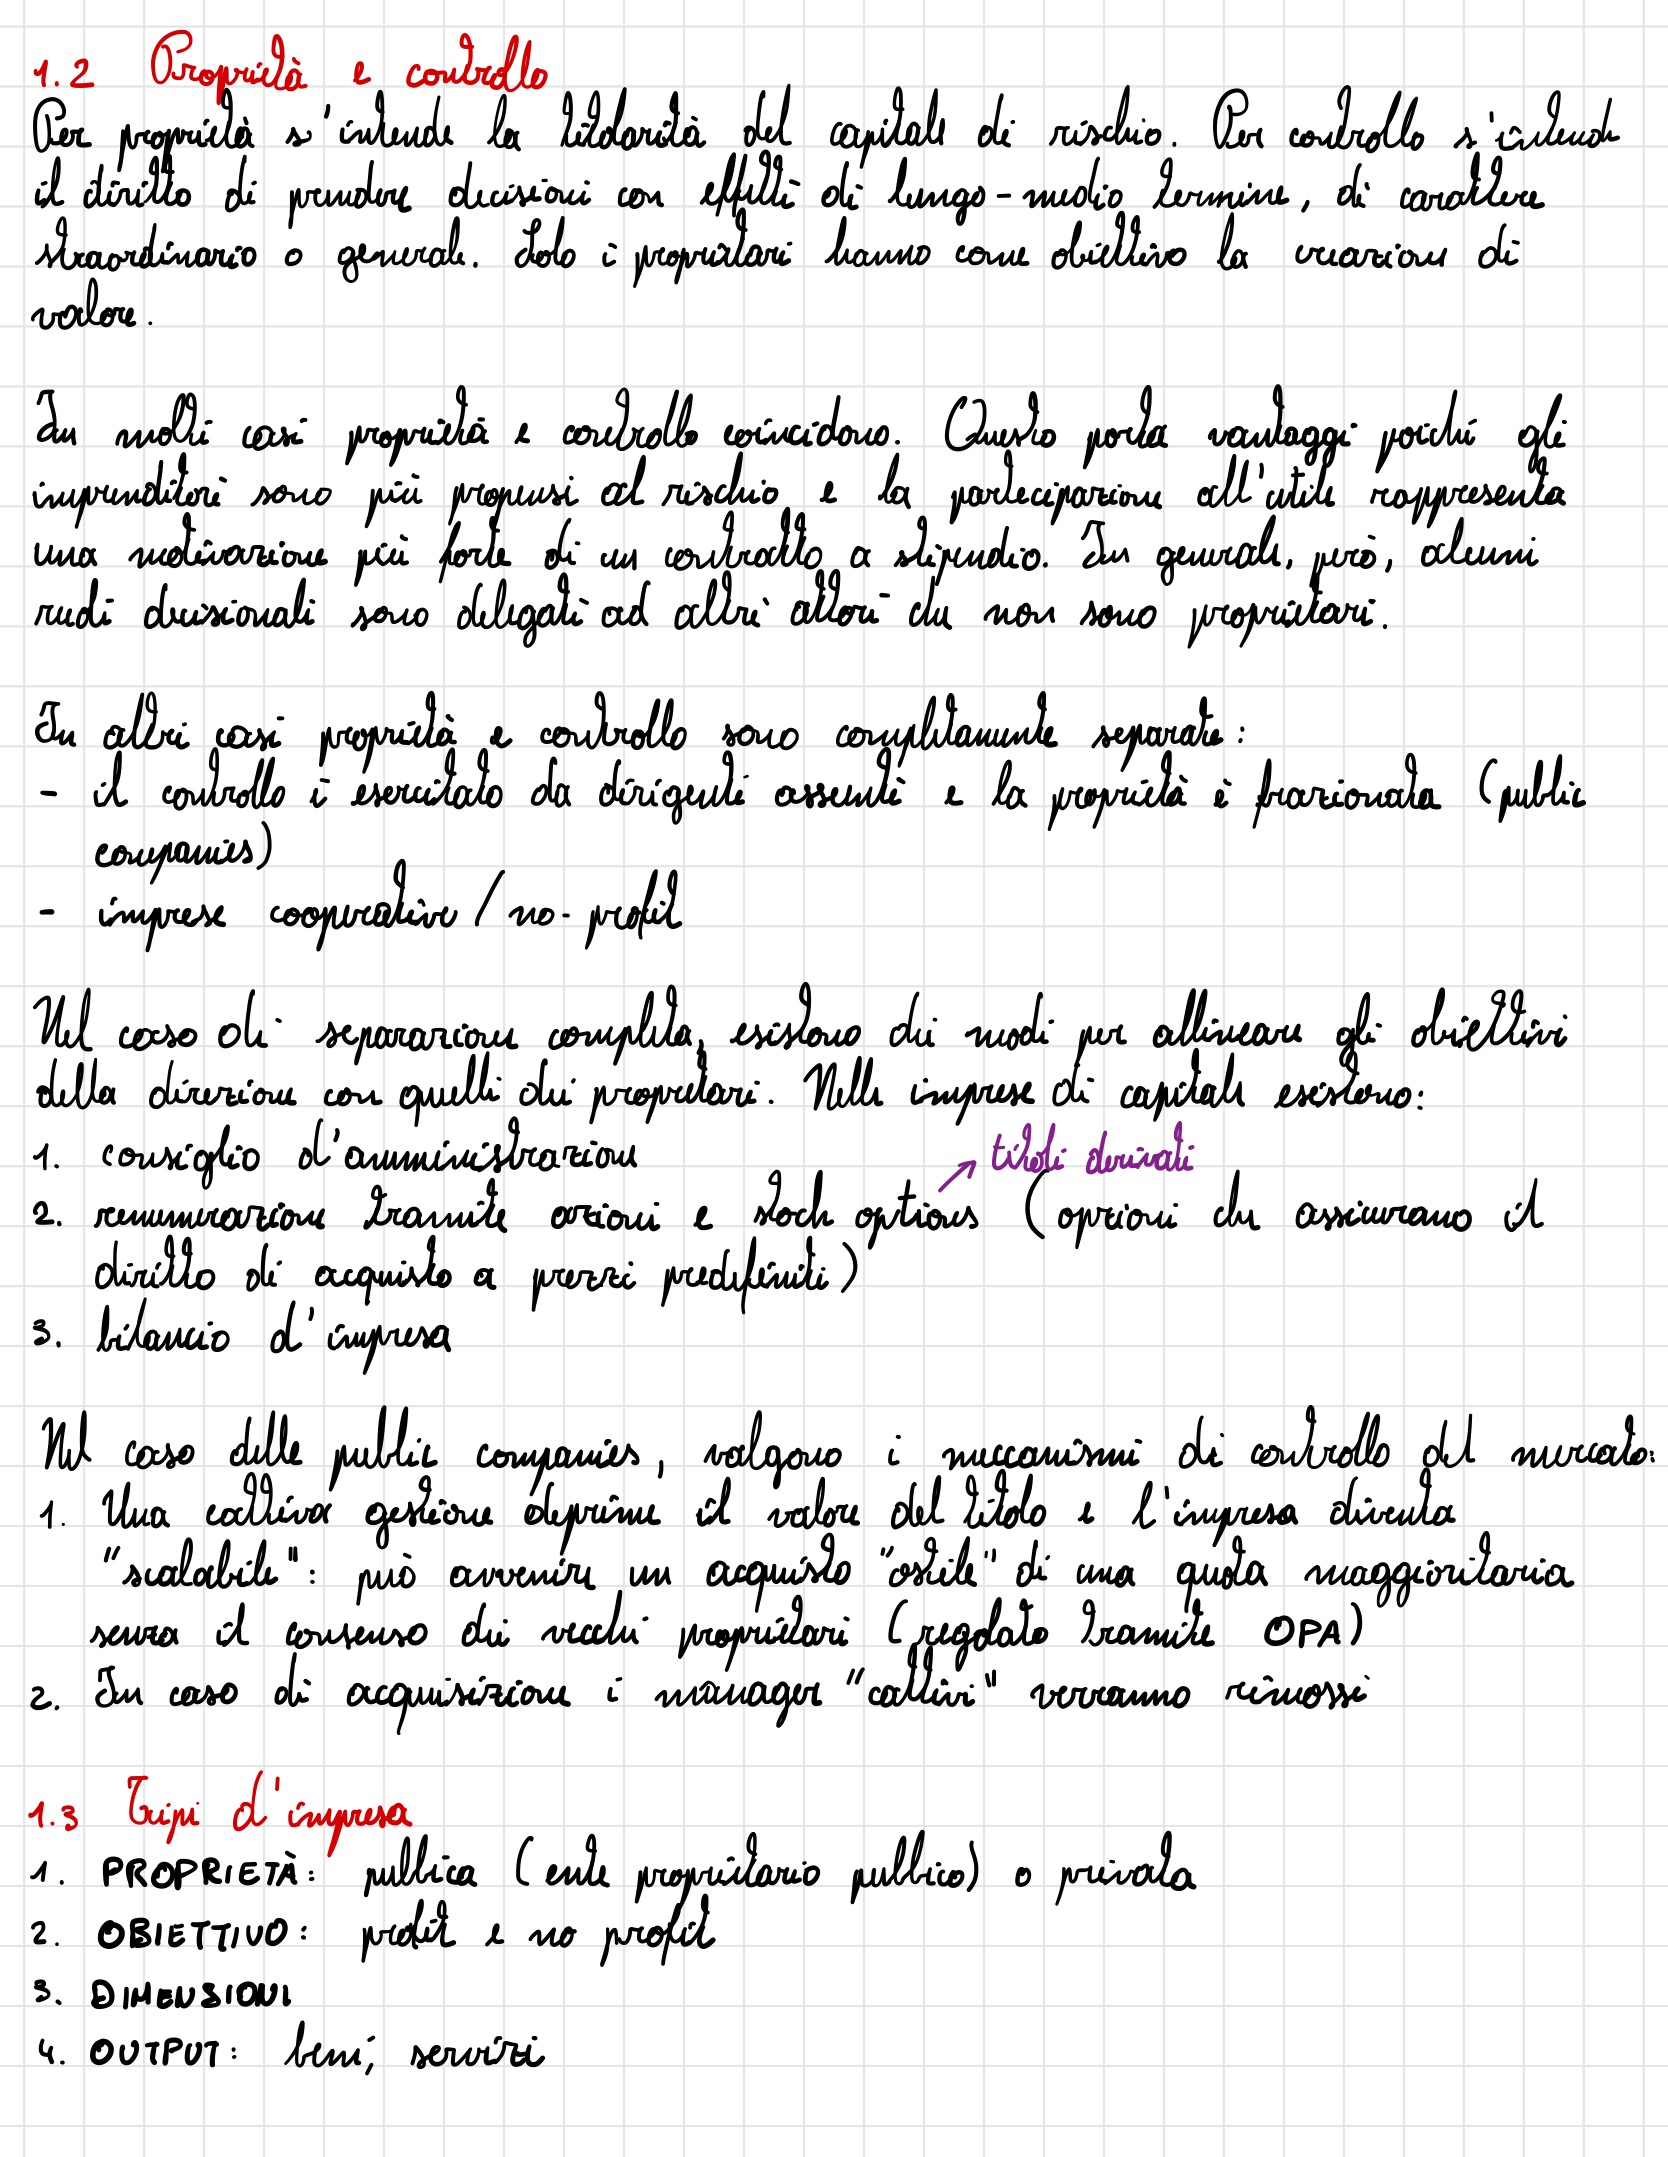 1.2 Proprietà e controllo
Per proprietà s'intende la titolarità del capitale di rischio. Per controllo s'intende
il diritto di prendere decisioni con effetti di lungo-medio termine, di carattere
straordinario o generale. Solo i proprietari hanno come obiettivo la creazione di
valore.
In molti casi proprietà e controllo coincidono. Questo porta vantaggi poiché gli
imprenditori sono più propensi al rischio e la partecipazione all'utile rappresenta
una motivazione più forte di un contratto a stipendio. In generale, però, alcuni
ruoli decisionali sono delegati ad altri attori che non sono proprietari.
In altri casi proprietà e controllo sono completamente separate:
- il controllo è esercitato da dirigenti assunti e la proprietà è frazionata (public
companies)
- imprese cooperative / no-profit
Nel caso di separazione completa, esistono dei modi per allineare gli obiettivi
della direzione con quelli dei propretari. Nelle imprese di capitale esistono:
1. consiglio d'amministrazione
titoli derivati
2. renumerazione tramite azioni e stock options (opzioni che assicurano il
diritto di acquisto a prezzi predefiniti)
3. bilancio d'impresa
Nel caso delle public companies, valgono i meccanismi di controllo del mercato:
1. Una cattiva gestione deprime il valore del titolo e l'impresa diventa
"scalabile": può avvenire un acquisto "ostile" di una quota maggioritaria
senza il consenso dei vecchi proprietari (regolato tramite OPA)
2. In caso di acquisizione i manager "cattivi" verranno rimossi
1.3 Tipi d'impresa
1. PROPRIETÀ: pubblica (ente proprietario pubblico) o privata
2. OBIETTIVO: profit e no profit
3. DIMENSIONI
4. OUTPUT: beni, servizi